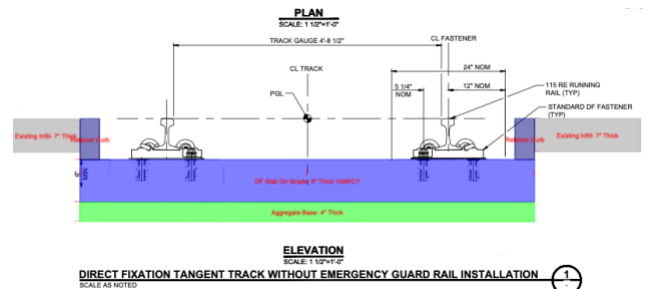 PLAN
SCALE: 1 1/2"=1'-0"
TRACK GAUGE 4'-8 1/2"
CL FASTENER
CL TRACK
24" NOM
5 1/4"
NOM
12" NOM
PGL
115 RE RUNNING
RAIL (TYP)
STANDARD DF FASTENER
(TYP)
Existing Infill- 7" Thick
Retainer Curb
Retainer Curb
Existing Infill- 7" Thick
MIN
DF Slab On Grade
Thick
Aggregate Base- 4" Thick
ELEVATION
SCALE: 1 1/2"=1'-0"
DIRECT FIXATION TANGENT TRACK WITHOUT EMERGENCY GUARD RAIL INSTALLATION
1
SCALE AS NOTED